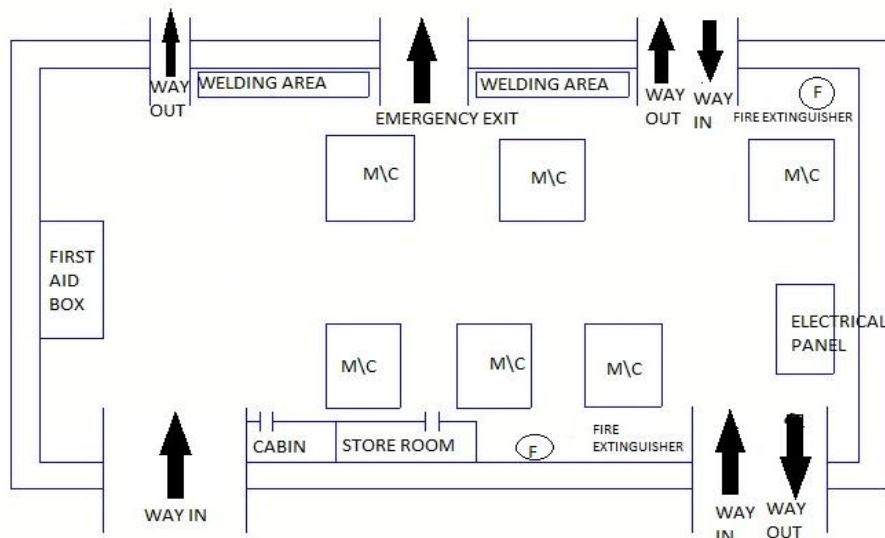 WAY
OUT
WELDING AREA
EMERGENCY EXIT
WELDING AREA
WAY
OUT
WAY
IN
F
FIRE EXTINGUISHER
M\C
M\C
M\C
FIRST
AID
BOX
ELECTRICAL
PANEL
M\C
M\C
M\C
CABIN
STORE ROOM
F
FIRE
EXTINGUISHER
WAY IN
WAY
IN
WAY
OUT